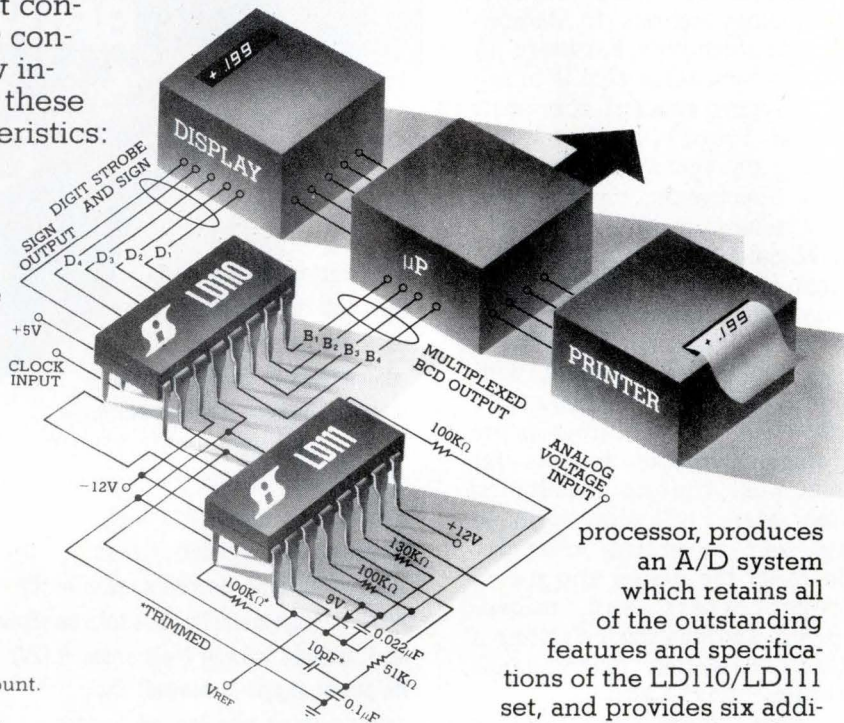 t con-
con-
y in-
these
eristics:
+.199
DISPLAY
DIGIT STROBE
AND SIGN
SIGN
OUTPUT
D4 D3 D2 D1
µP
+.199
PRINTER
LD110
+5V
CLOCK
INPUT
B1 B2 B3 B4
MULTIPLEXED
BCD OUTPUT
LD111
100KΩ
ANALOG
VOLTAGE
INPUT
-12V
+12V
130KΩ
100KΩ
100KΩ*
9V
0.022µF
*TRIMMED
10pF*
51KΩ
VREF
0.1µF
ount.
processor, produces
an A/D system
which retains all
of the outstanding
features and specifica-
tions of the LD110/LD111
set, and provides six addi-